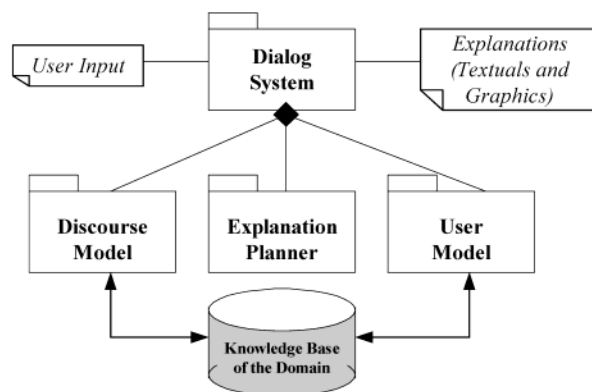 User Input
Dialog
System
Explanations
(Textuals and
Graphics)
Discourse
Model
Explanation
Planner
User
Model
Knowledge Base
of the Domain